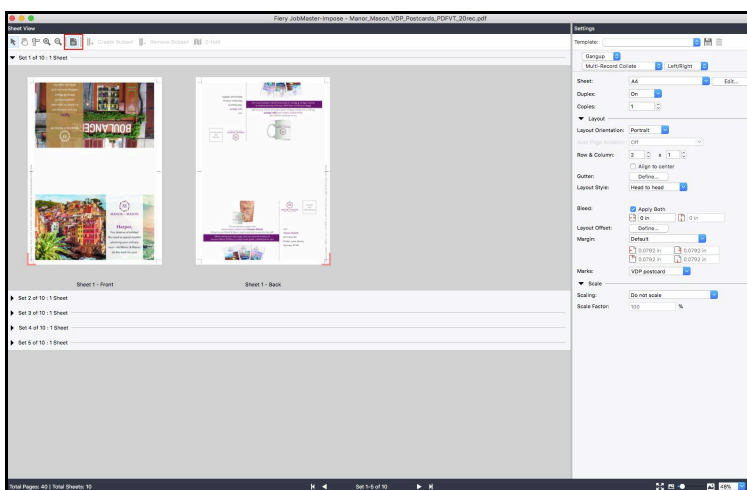 Fiery JobMaster-Impose - Manor_Mason_VDP_Postcards_PDFVT_20rec.pdf
Sheet View
Settings
Create Subset
Remove Subset
Z-Fold
Template:
Set 1 of 10 : 1 Sheet
Gangup
Multi-Record Collate
Left/Right
Sheet:
A4
Edit...
Duplex:
On
Copies:
1
Layout
Layout Orientation:
Portrait
Off
Row & Column:
2 x 1
Align to center
Gutter:
Define...
Layout Style:
Head to head
Bleed:
Apply Both
0 in
0 in
Layout Offset:
Define...
Margin:
Default
0.0792 in
0.0792 in
0.0792 in
0.0792 in
Marks:
VDP postcard
Scale
Scaling:
Do not scale
Scale Factor:
100 %
BOULANGE
MANOR + MASON
Harper,
Sheet 1 - Front
Sheet 1 - Back
Set 2 of 10 : 1 Sheet
Set 3 of 10 : 1 Sheet
Set 4 of 10 : 1 Sheet
Set 5 of 10 : 1 Sheet
Total Pages: 40 | Total Sheets: 10
Set 1-5 of 10
48%